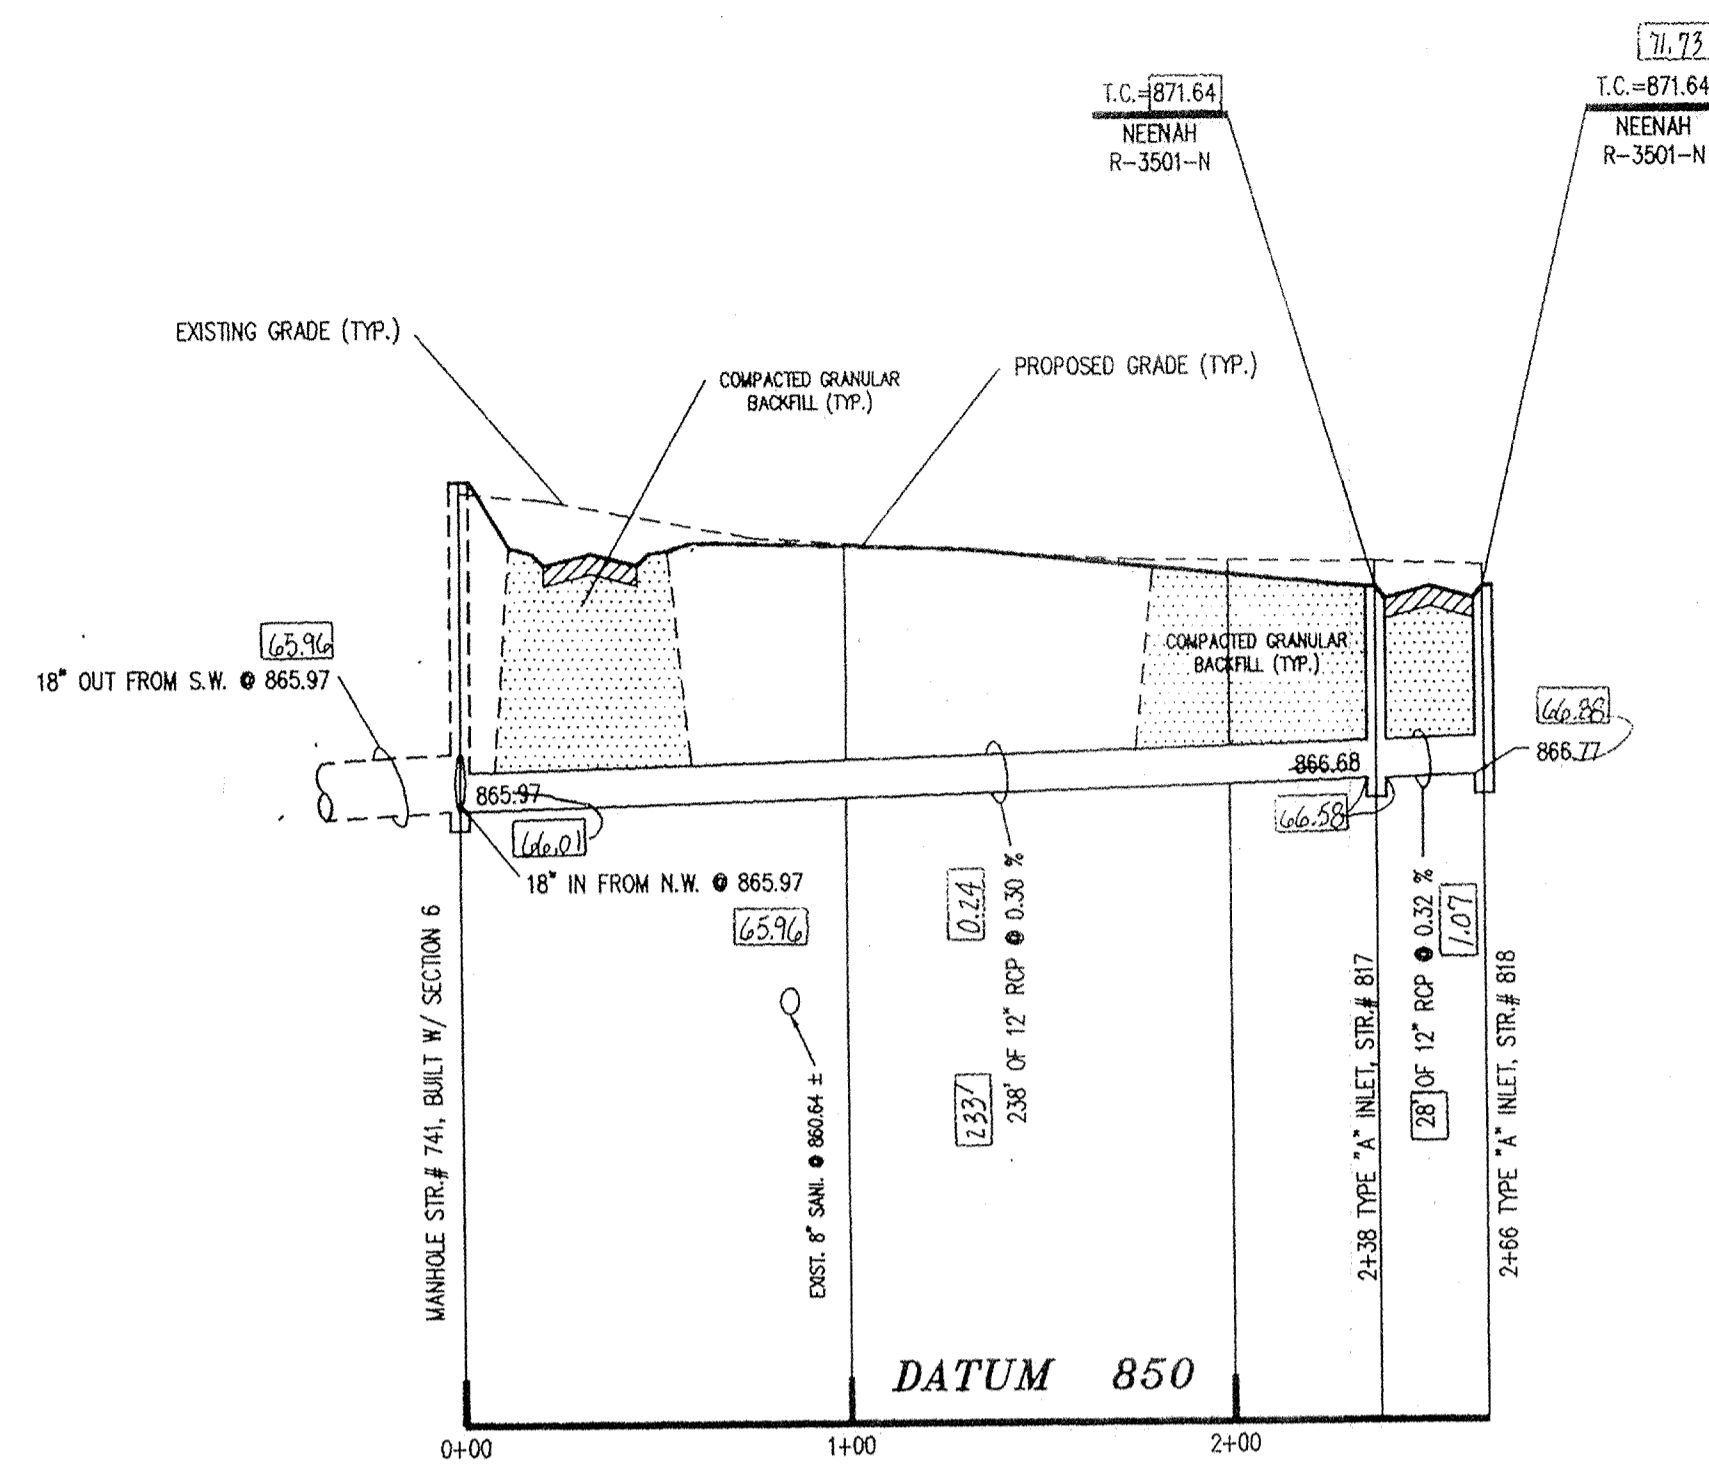 71.73
T.C.=871.64
NEENAH
R-3501-N
T.C.=871.64
NEENAH
R-3501-N
EXISTING GRADE (TYP.)
COMPACTED GRANULAR
BACKFILL (TYP.)
PROPOSED GRADE (TYP.)
65.96
18" OUT FROM S.W. @ 865.97
COMPACTED GRANULAR
BACKFILL (TYP.)
66.88
866.77
866.68
66.58
865.97
66.01
18" IN FROM N.W. @ 865.97
65.96
MANHOLE STR.# 741, BUILT W/ SECTION 6
EXIST. 8" SANI. @ 860.64 ±
0.24
233'
238' OF 12" RCP @ 0.30 %
2+38 TYPE "A" INLET, STR.# 817
28' OF 12" RCP @ 0.32 %
1.07
2+66 TYPE "A" INLET, STR.# 818
DATUM 850
0+00
1+00
2+00